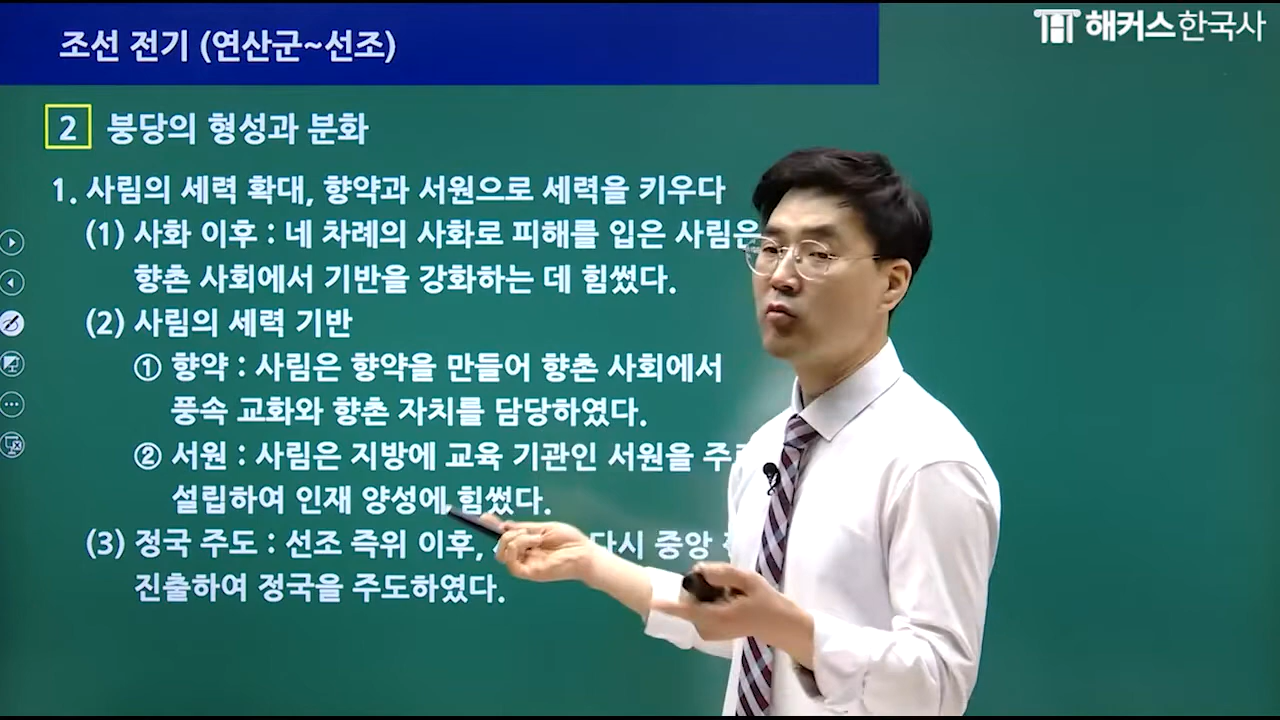 조선 전기 (연산군~선조)
해커스한국사
2 붕당의 형성과 분화
1. 사림의 세력 확대, 향약과 서원으로 세력을 키우다
(1) 사화 이후 : 네 차례의 사화로 피해를 입은 사림은
향촌 사회에서 기반을 강화하는 데 힘썼다.
(2) 사림의 세력 기반
① 향약 : 사림은 향약을 만들어 향촌 사회에서
풍속 교화와 향촌 자치를 담당하였다.
② 서원 : 사림은 지방에 교육 기관인 서원을
설립하여 인재 양성에 힘썼다.
(3) 정국 주도 : 선조 즉위 이후, 다시 중앙
진출하여 정국을 주도하였다.